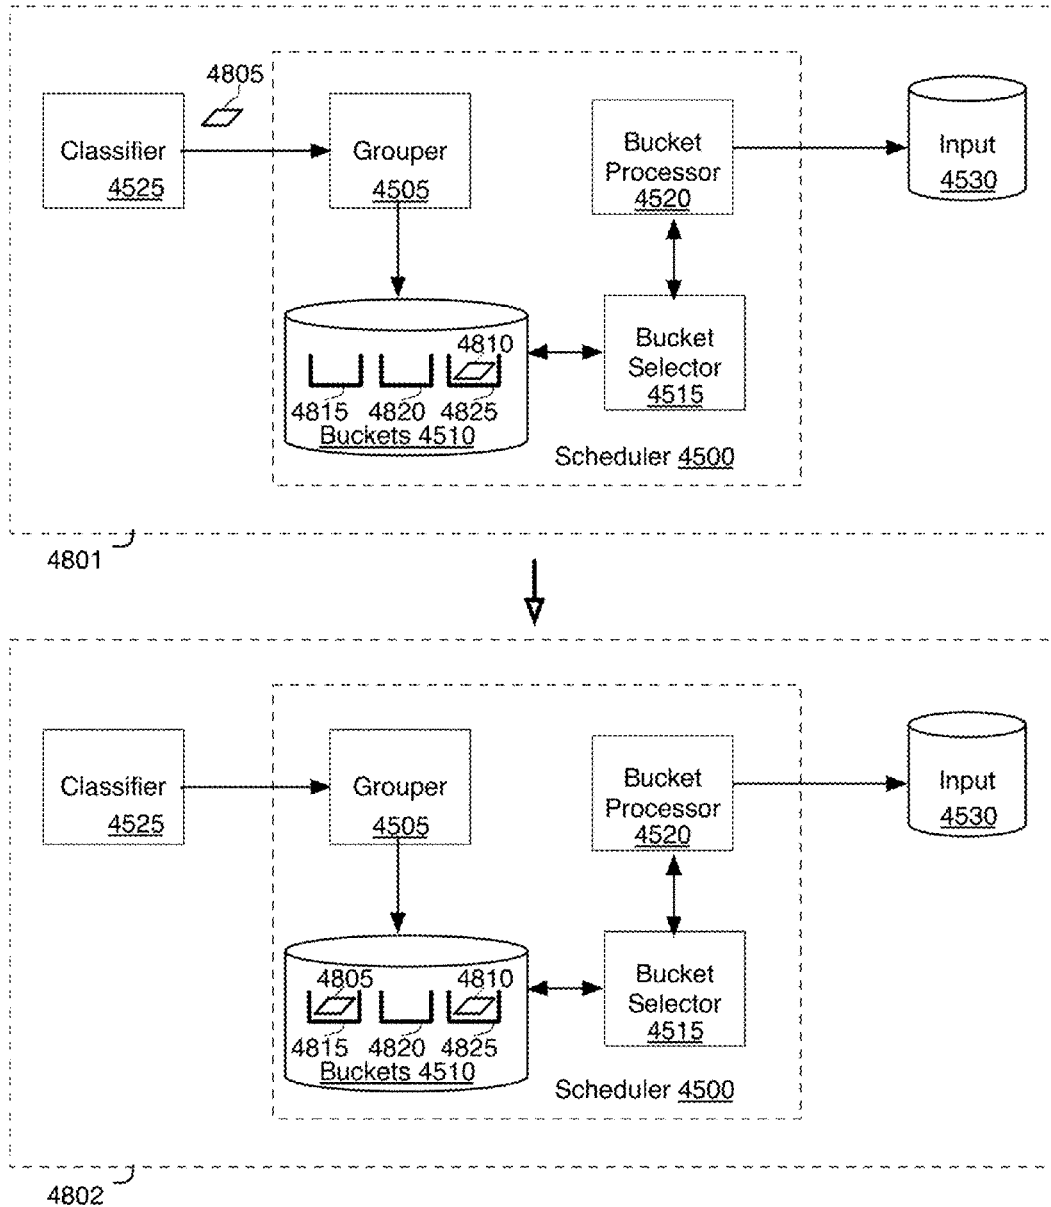 4805
Classifier
4525
Grouper
4505
Bucket
Processor
4520
Input
4530
4810
4815 4820 4825
Buckets 4510
Bucket
Selector
4515
Scheduler 4500
4801
Classifier
4525
Grouper
4505
Bucket
Processor
4520
Input
4530
4805 4810
4815 4820 4825
Buckets 4510
Bucket
Selector
4515
Scheduler 4500
4802